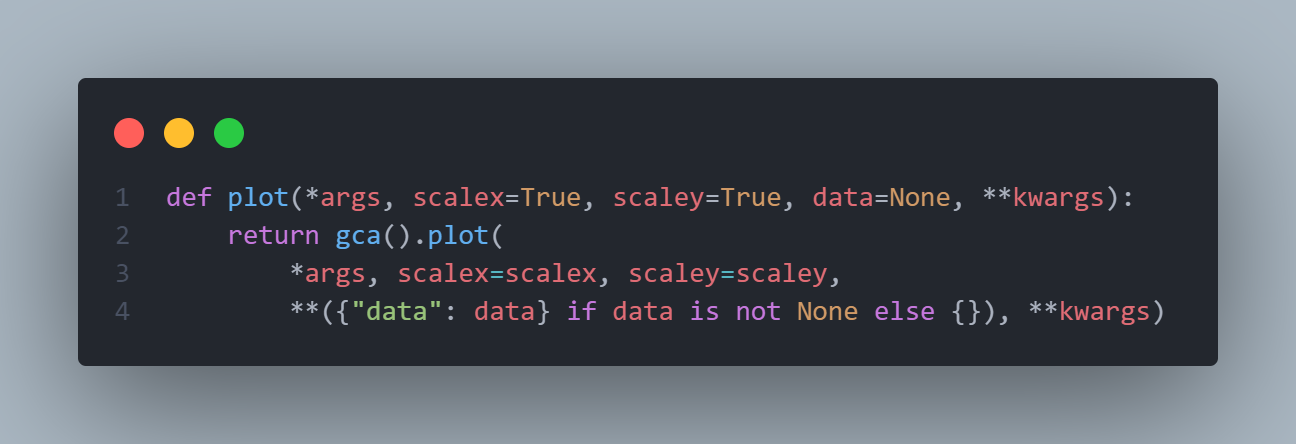 1 def plot(*args, scalex=True, scaley=True, data=None, **kwargs):
2     return gca().plot(
3         *args, scalex=scalex, scaley=scaley,
4         **({"data": data} if data is not None else {}), **kwargs)